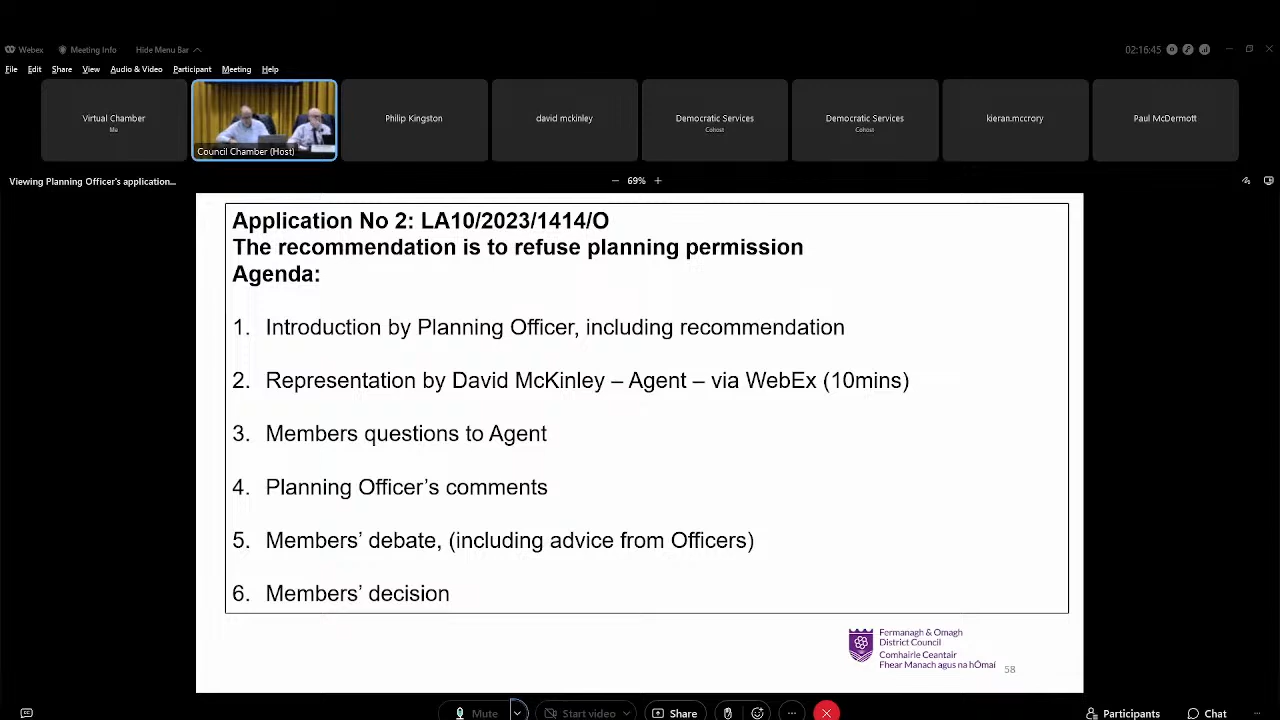 Webex
Meeting Info
Hide Menu Bar
02:16:45
File Edit Share View Audio & Video Participant Meeting Help
Virtual Chamber
Me
Council Chamber (Host)
Philip Kingston
david mckinley
Democratic Services
Cohost
Democratic Services
Cohost
kieran.mccrory
Paul McDermott
Viewing Planning Officer's application...
69%
Application No 2: LA10/2023/1414/O
The recommendation is to refuse planning permission
Agenda:
1. Introduction by Planning Officer, including recommendation
2. Representation by David McKinley – Agent – via WebEx (10mins)
3. Members questions to Agent
4. Planning Officer’s comments
5. Members’ debate, (including advice from Officers)
6. Members’ decision
Fermanagh & Omagh
District Council
Comhairle Ceantair
Fhear Manach agus na hÓmaí
58
Mute
Start video
Share
Participants
Chat